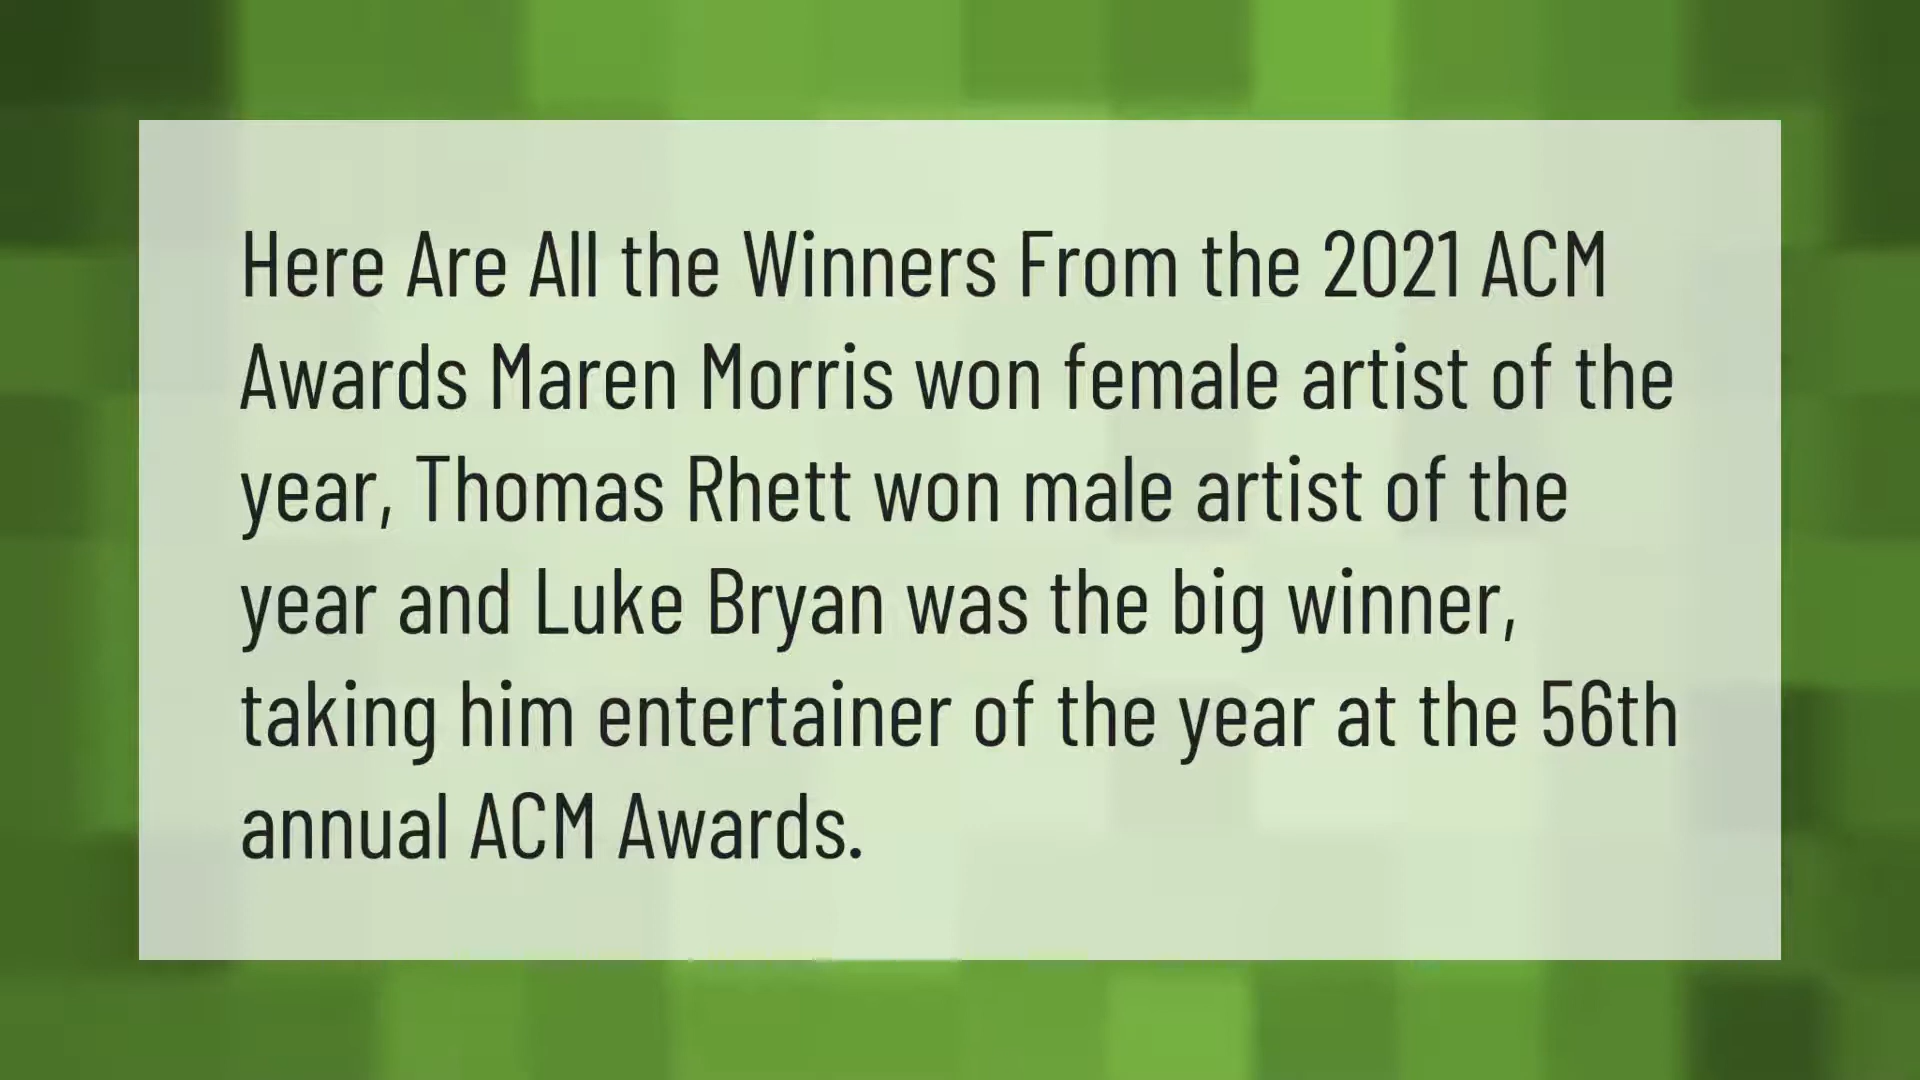 Here Are All the Winners From the 2021 ACM
Awards Maren Morris won female artist of the
year, Thomas Rhett won male artist of the
year and Luke Bryan was the big winner,
taking him entertainer of the year at the 56th
annual ACM Awards.